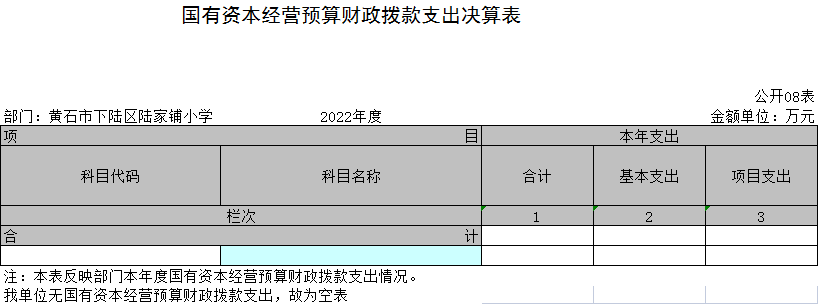 国有资本经营预算财政拨款支出决算表
公开08表
部门：黄石市下陆区陆家铺小学 2022年度 金额单位：万元
项 目 本年支出
科目代码 科目名称 合计 基本支出 项目支出
栏次 1 2 3
合 计
注：本表反映部门本年度国有资本经营预算财政拨款支出情况。
我单位无国有资本经营预算财政拨款支出，故为空表